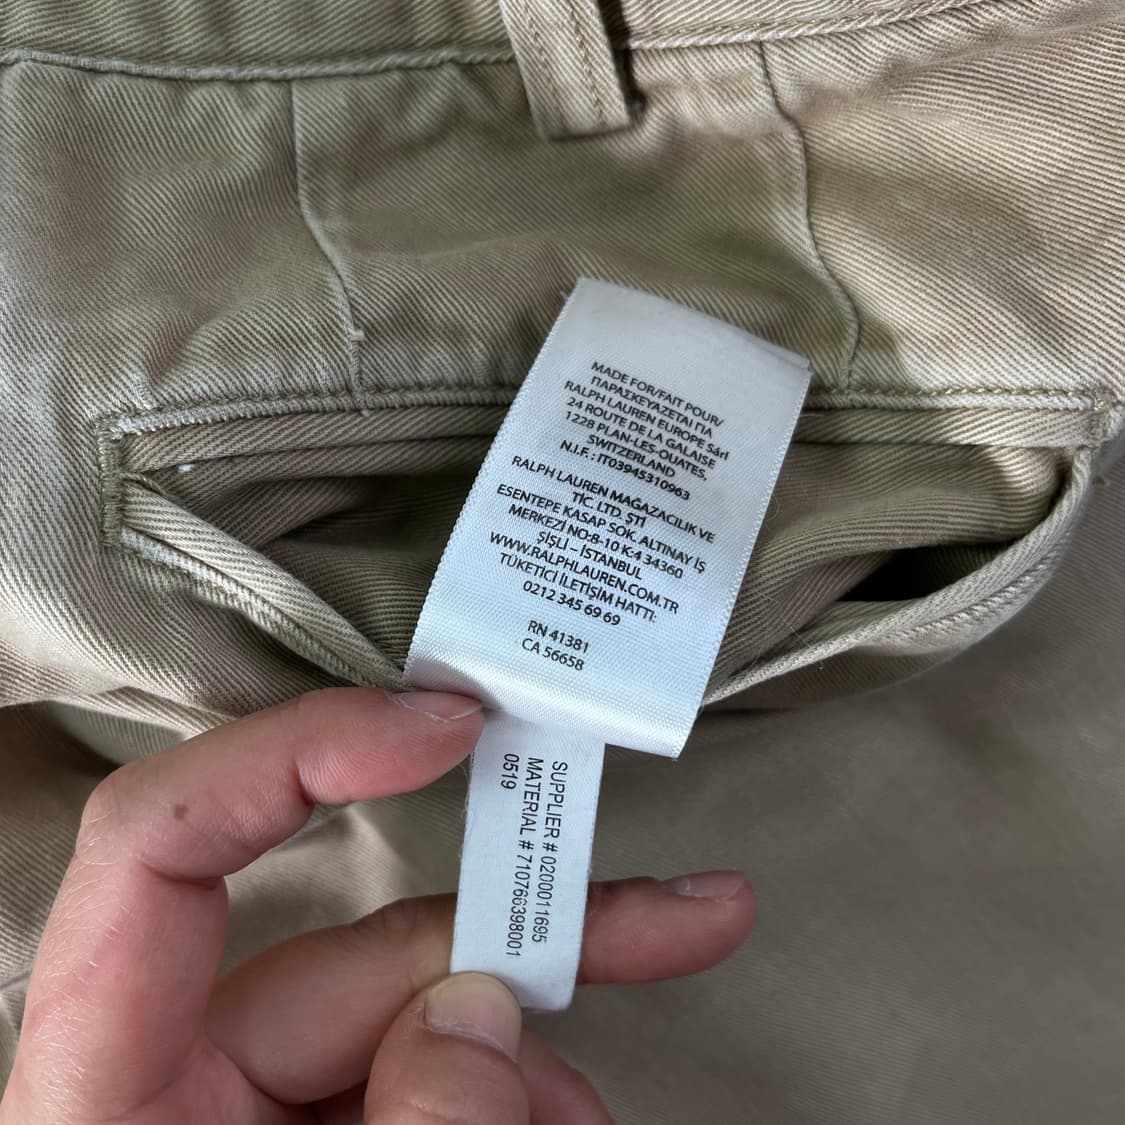 MADE FOR/FAIT POUR/
ΠΑΡΑΣΚΕΥΑΖΕΤΑΙ ΓΙΑ
RALPH LAUREN EUROPE Sárl
24 ROUTE DE LA GALAISE
1228 PLAN-LES-OUATES,
SWITZERLAND
N.I.F.: IT03945310963
RALPH LAUREN MAĞAZACILIK VE
TİC. LTD. ŞTİ
ESENTEPE KASAP SOK. ALTINAY İŞ
MERKEZİ NO:8-10 K:4 34360
ŞİŞLİ – İSTANBUL
WWW.RALPHLAUREN.COM.TR
TÜKETİCİ İLETİŞİM HATTI:
0212 345 69 69
RN 41381
CA 56658
SUPPLIER # 0200011695
MATERIAL # 710766398001
0519